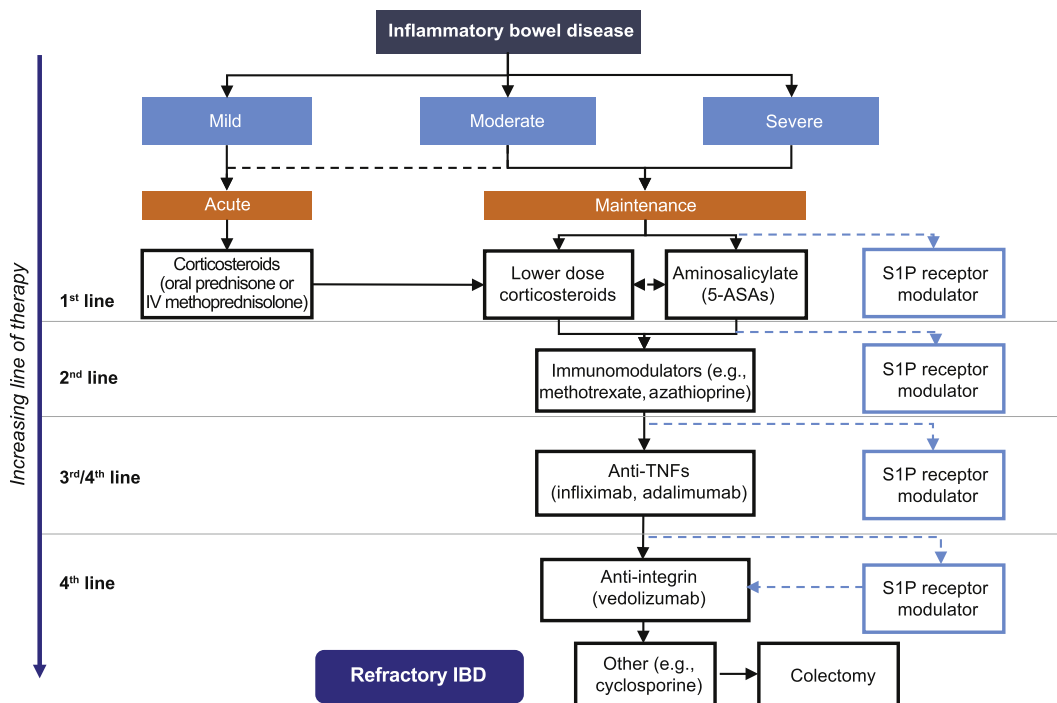 Inflammatory bowel disease
Mild
Moderate
Severe
Acute
Maintenance
Increasing line of therapy
1st line
Corticosteroids
(oral prednisone or
IV methoprednisolone)
Lower dose
corticosteroids
Aminosalicylate
(5-ASAs)
S1P receptor
modulator
2nd line
Immunomodulators (e.g.,
methotrexate, azathioprine)
S1P receptor
modulator
3rd/4th line
Anti-TNFs
(infliximab, adalimumab)
S1P receptor
modulator
4th line
Anti-integrin
(vedolizumab)
S1P receptor
modulator
Refractory IBD
Other (e.g.,
cyclosporine)
Colectomy